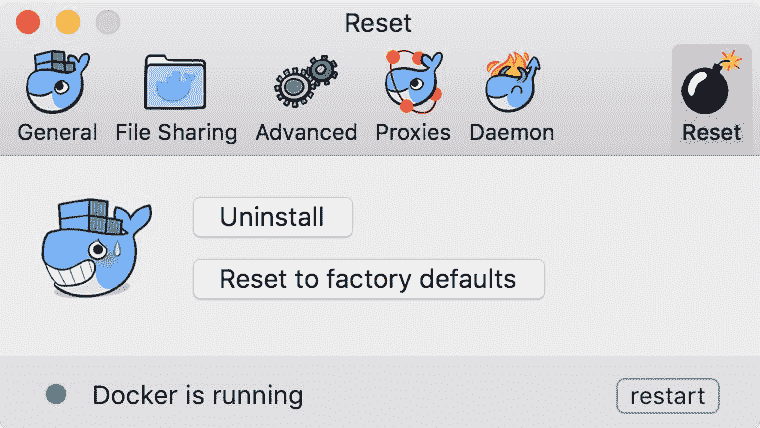 Reset
General File Sharing Advanced Proxies Daemon Reset
Uninstall
Reset to factory defaults
Docker is running restart